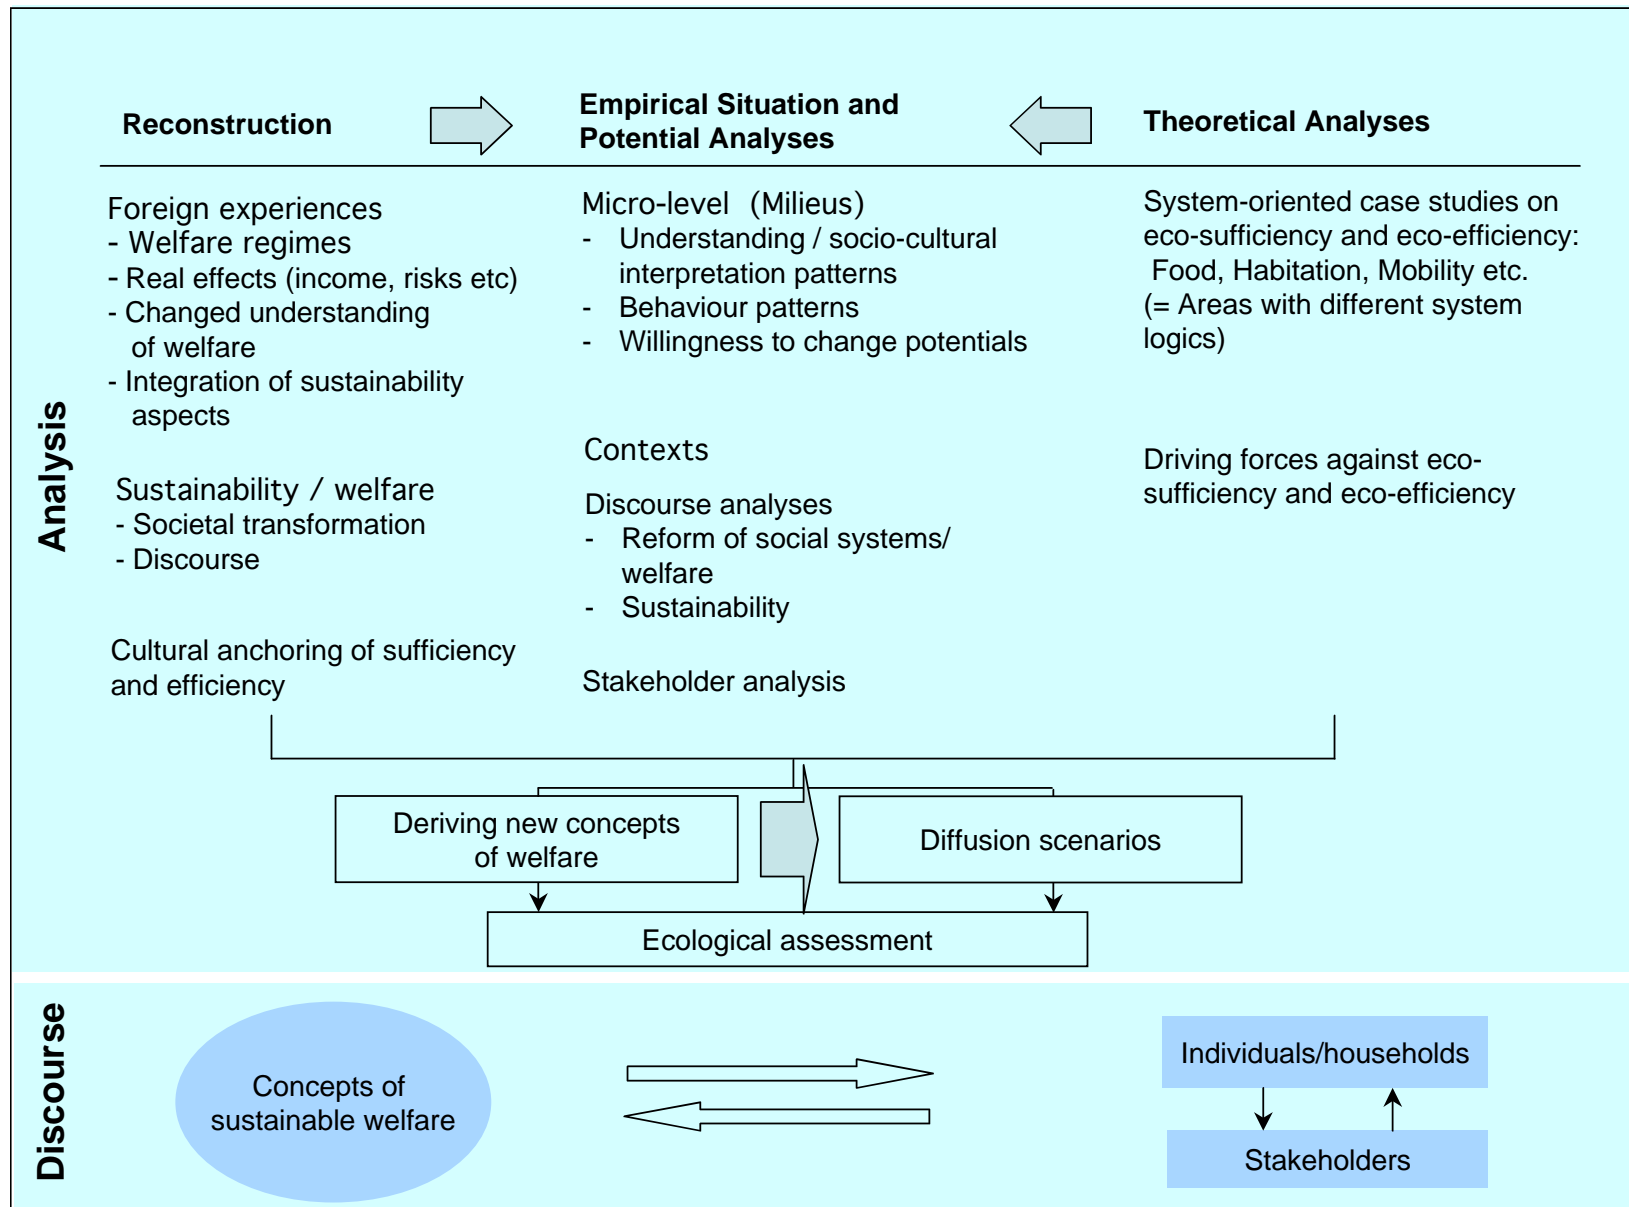 Reconstruction
Empirical Situation and
Potential Analyses
Theoretical Analyses
Analysis
Foreign experiences
- Welfare regimes
- Real effects (income, risks etc)
- Changed understanding
of welfare
- Integration of sustainability
aspects
Sustainability / welfare
- Societal transformation
- Discourse
Cultural anchoring of sufficiency
and efficiency
Micro-level (Milieus)
- Understanding / socio-cultural
interpretation patterns
- Behaviour patterns
- Willingness to change potentials
Contexts
Discourse analyses
- Reform of social systems/
welfare
- Sustainability
Stakeholder analysis
System-oriented case studies on
eco-sufficiency and eco-efficiency:
Food, Habitation, Mobility etc.
(= Areas with different system
logics)
Driving forces against eco-
sufficiency and eco-efficiency
Deriving new concepts
of welfare
Diffusion scenarios
Ecological assessment
Discourse
Concepts of
sustainable welfare
Individuals/households
Stakeholders